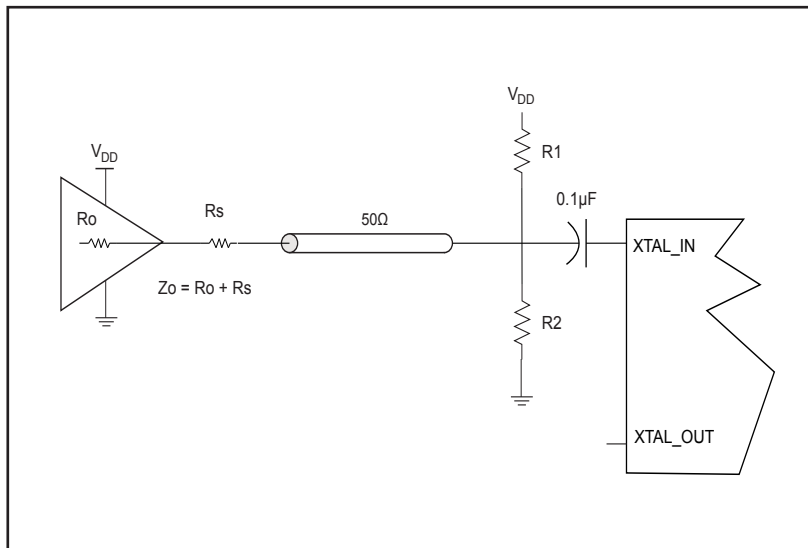 V_DD
R1
V_DD
0.1µF
Ro
Rs
50Ω
XTAL_IN
Zo = Ro + Rs
R2
XTAL_OUT